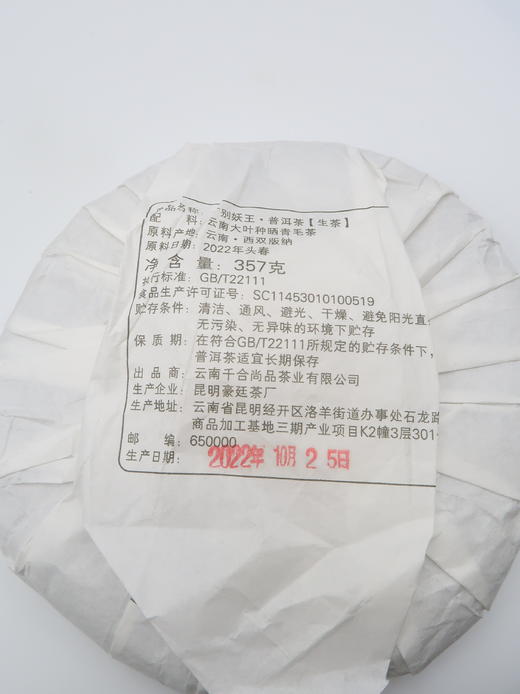 产品名称：别妖王·普洱茶【生茶】
配　料：云南大叶种晒青毛茶
原料产地：云南·西双版纳
原料日期：2022年头春
净含量：357克
执行标准：GB/T22111
食品生产许可证号：SC11453010100519
贮存条件：清洁、通风、避光、干燥、避免阳光直
无污染、无异味的环境下贮存
保质期：在符合GB/T22111所规定的贮存条件下，
普洱茶适宜长期保存
出品商：云南千合尚品茶业有限公司
生产企业：昆明豪廷茶厂
生产地址：云南省昆明经开区洛羊街道办事处石龙路
商品加工基地三期产业项目K2幢3层301
邮　编：650000
生产日期：2022年10月25日